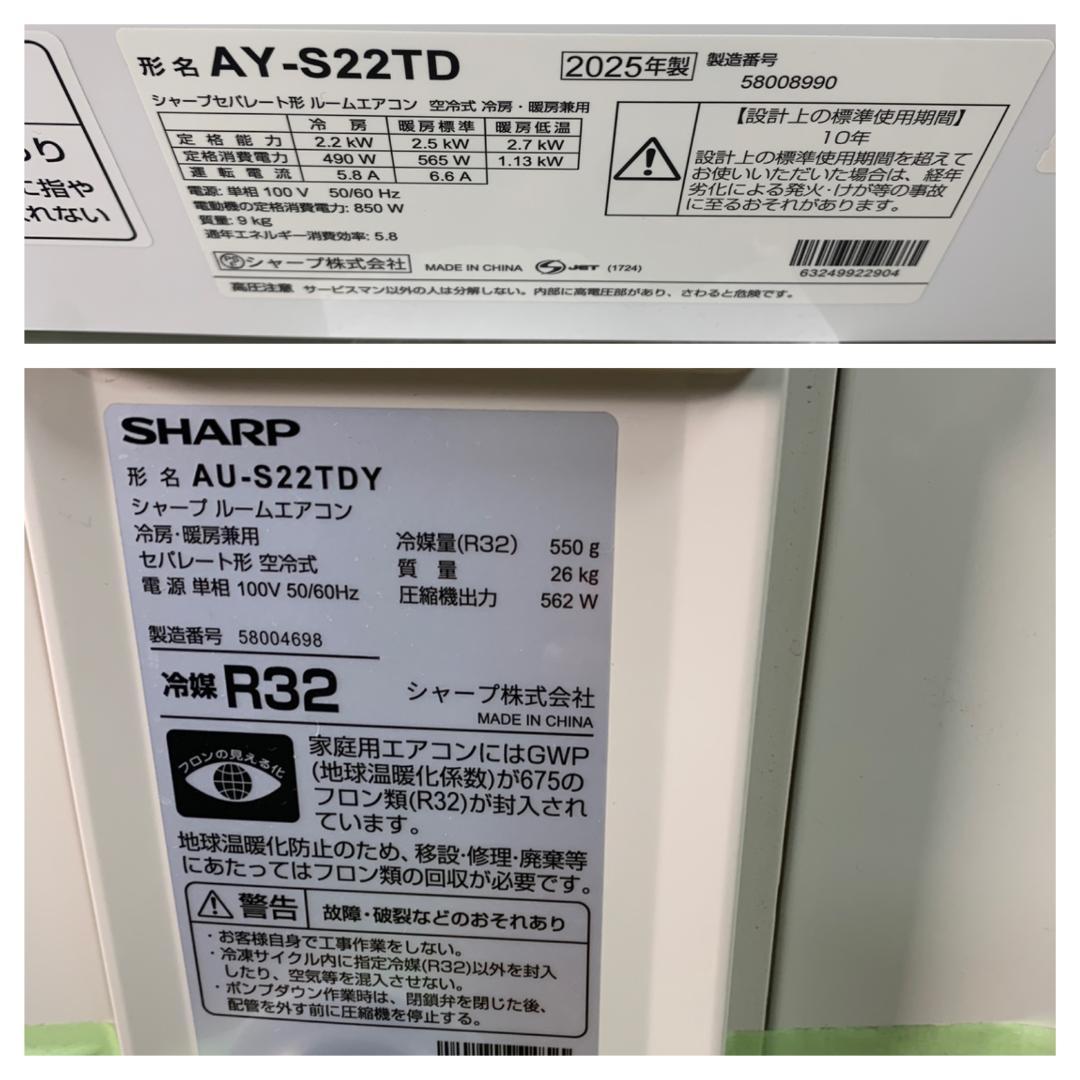 形名 AY-S22TD 2025年製 製造番号
58008990
シャープセパレート形 ルームエアコン 空冷式 冷房・暖房兼用
冷房 暖房標準 暖房低温
定格能力 2.2 kW 2.5 kW 2.7 kW
定格消費電力 490 W 565 W 1.13 kW
運転電流 5.8 A 6.6 A
電源: 単相 100 V 50/60 Hz
電動機の定格消費電力: 850 W
質量: 9 kg
通年エネルギー消費効率: 5.8
シャープ株式会社 MADE IN CHINA JET (1724)
高圧注意 サービスマン以外の人は分解しない。内部に高電圧部があり、さわると危険です。
【設計上の標準使用期間】
10年
設計上の標準使用期間を超えて
お使いいただいた場合は、経年
劣化による発火・けが等の事故
に至るおそれがあります。
63249922904
り
に指や
れない
SHARP
形名 AU-S22TDY
シャープ ルームエアコン
冷房・暖房兼用
セパレート形 空冷式
電源 単相 100V 50/60Hz
冷媒量(R32) 550 g
質量 26 kg
圧縮機出力 562 W
製造番号 58004698
冷媒 R32
シャープ株式会社
MADE IN CHINA
フロンの見える化
家庭用エアコンにはGWP
(地球温暖化係数)が675の
フロン類(R32)が封入され
ています。
地球温暖化防止のため、移設・修理・廃棄等
にあたってはフロン類の回収が必要です。
警告 故障・破裂などのおそれあり
・お客様自身で工事作業をしない。
・冷凍サイクル内に指定冷媒(R32)以外を封入
したり、空気等を混入させない。
・ポンプダウン作業時は、閉鎖弁を閉じた後、
配管を外す前に圧縮機を停止する。